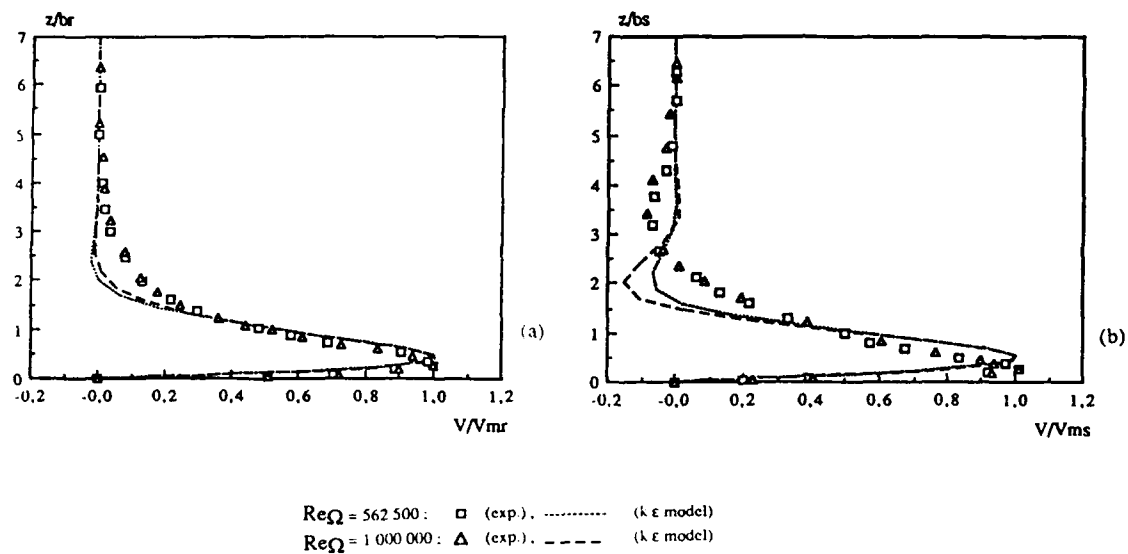 z/br
7
6
5
4
3
2
1
0
-0,2 -0,0 0,2 0,4 0,6 0,8 1,0 1,2
V/Vmr
(a)
z/bs
7
6
5
4
3
2
1
0
-0.2 -0,0 0,2 0,4 0,6 0,8 1,0 1,2
V/Vms
(b)
ReΩ = 562 500 : (exp.) , (k ε model)
ReΩ = 1 000 000 : (exp.) , (k ε model)